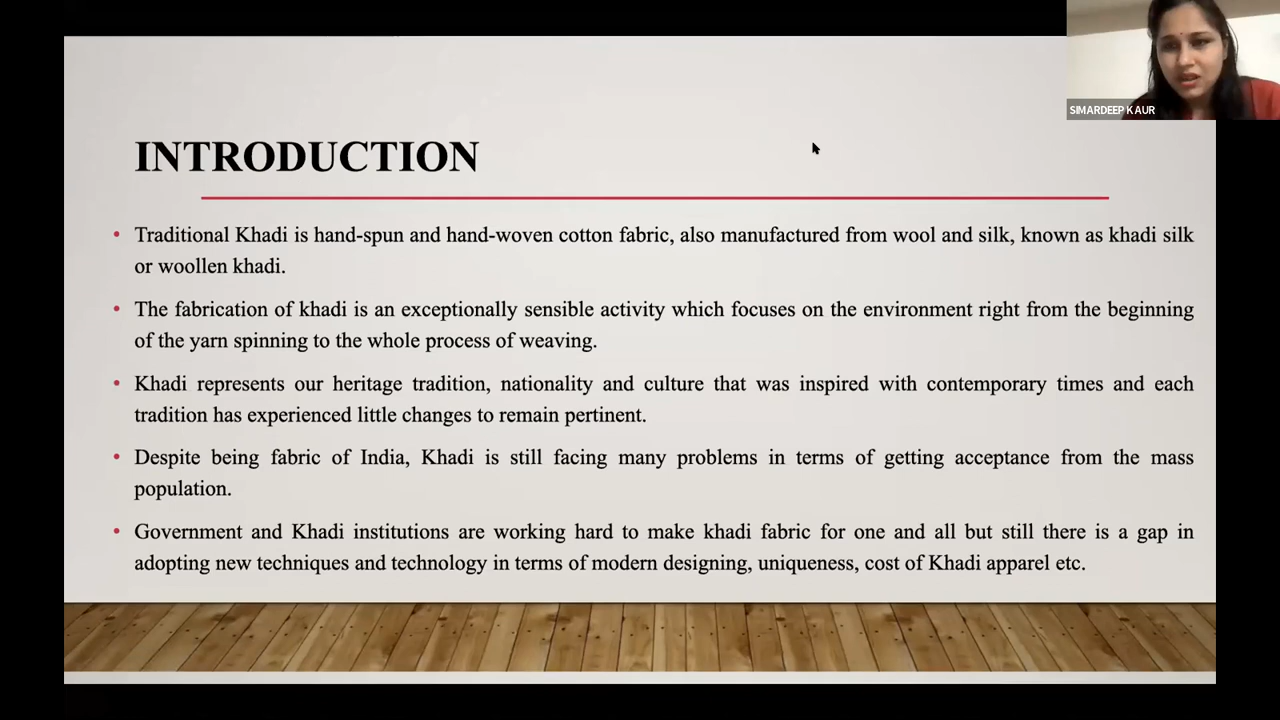 SIMARDEEP KAUR
INTRODUCTION
• Traditional Khadi is hand-spun and hand-woven cotton fabric, also manufactured from wool and silk, known as khadi silk
or woollen khadi.
• The fabrication of khadi is an exceptionally sensible activity which focuses on the environment right from the beginning
of the yarn spinning to the whole process of weaving.
• Khadi represents our heritage tradition, nationality and culture that was inspired with contemporary times and each
tradition has experienced little changes to remain pertinent.
• Despite being fabric of India, Khadi is still facing many problems in terms of getting acceptance from the mass
population.
• Government and Khadi institutions are working hard to make khadi fabric for one and all but still there is a gap in
adopting new techniques and technology in terms of modern designing, uniqueness, cost of Khadi apparel etc.